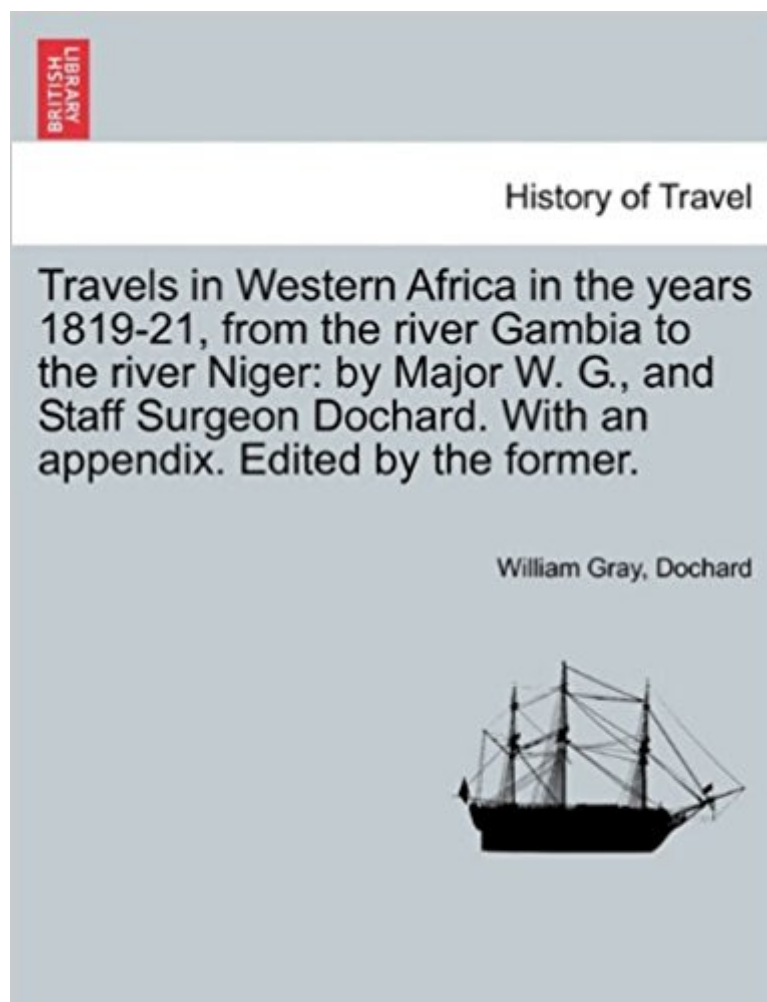 BRITISH
LIBRARY
History of Travel
Travels in Western Africa in the years
1819-21, from the river Gambia to
the river Niger: by Major W. G., and
Staff Surgeon Dochard. With an
appendix. Edited by the former.
William Gray, Dochard